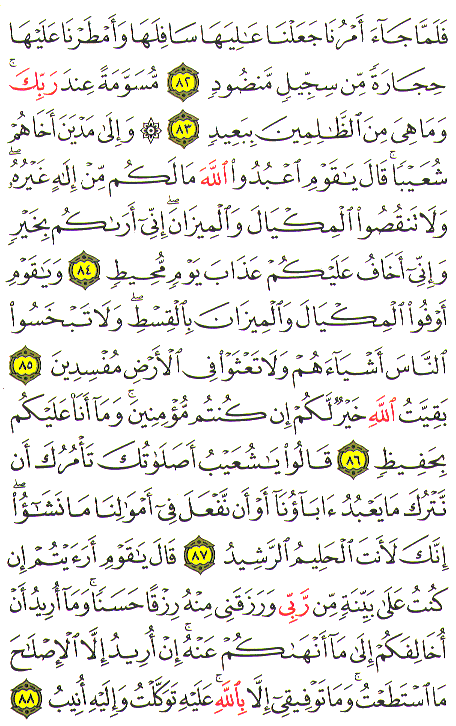 فَلَمَّا جَآءَ أَمْرُنَا جَعَلْنَا عَٰلِيَهَا سَافِلَهَا وَأَمْطَرْنَا عَلَيْهَا
حِجَارَةً مِّن سِجِّيلٍ مَّنضُودٍ ٨٢ مُّسَوَّمَةً عِندَ رَبِّكَ ۖ
وَمَا هِىَ مِنَ ٱلظَّٰلِمِينَ بِبَعِيدٍ ٨٣ ۞ وَإِلَىٰ مَدْيَنَ أَخَاهُمْ
شُعَيْبًا ۚ قَالَ يَٰقَوْمِ ٱعْبُدُوا۟ ٱللَّهَ مَا لَكُم مِّنْ إِلَٰهٍ غَيْرُهُۥ ۖ
وَلَا تَنقُصُوا۟ ٱلْمِكْيَالَ وَٱلْمِيزَانَ ۖ إِنِّىٓ أَرَىٰكُم بِخَيْرٍ
وَإِنِّىٓ أَخَافُ عَلَيْكُمْ عَذَابَ يَوْمٍ مُّحِيطٍ ٨٤ وَيَٰقَوْمِ
أَوْفُوا۟ ٱلْمِكْيَالَ وَٱلْمِيزَانَ بِٱلْقِسْطِ ۖ وَلَا تَبْخَسُوا۟
ٱلنَّاسَ أَشْيَآءَهُمْ وَلَا تَعْثَوْا۟ فِى ٱلْأَرْضِ مُفْسِدِينَ ٨٥
بَقِيَّتُ ٱللَّهِ خَيْرٌ لَّكُمْ إِن كُنتُم مُّؤْمِنِينَ ۚ وَمَآ أَنَا۠ عَلَيْكُم
بِحَفِيظٍ ٨٦ قَالُوا۟ يَٰشُعَيْبُ أَصَلَوٰتُكَ تَأْمُرُكَ أَن
نَّتْرُكَ مَا يَعْبُدُ ءَابَآؤُنَآ أَوْ أَن نَّفْعَلَ فِىٓ أَمْوَٰلِنَا مَا نَشَٰٓؤُا۟ ۖ
إِنَّكَ لَأَنتَ ٱلْحَلِيمُ ٱلرَّشِيدُ ٨٧ قَالَ يَٰقَوْمِ أَرَءَيْتُمْ إِن
كُنتُ عَلَىٰ بَيِّنَةٍ مِّن رَّبِّى وَرَزَقَنِى مِنْهُ رِزْقًا حَسَنًا ۚ وَمَآ أُرِيدُ أَنْ
أُخَالِفَكُمْ إِلَىٰ مَآ أَنْهَىٰكُمْ عَنْهُ ۚ إِنْ أُرِيدُ إِلَّا ٱلْإِصْلَٰحَ
مَا ٱسْتَطَعْتُ ۚ وَمَا تَوْفِيقِىٓ إِلَّا بِٱللَّهِ ۚ عَلَيْهِ تَوَكَّلْتُ وَإِلَيْهِ أُنِيبُ ٨٨